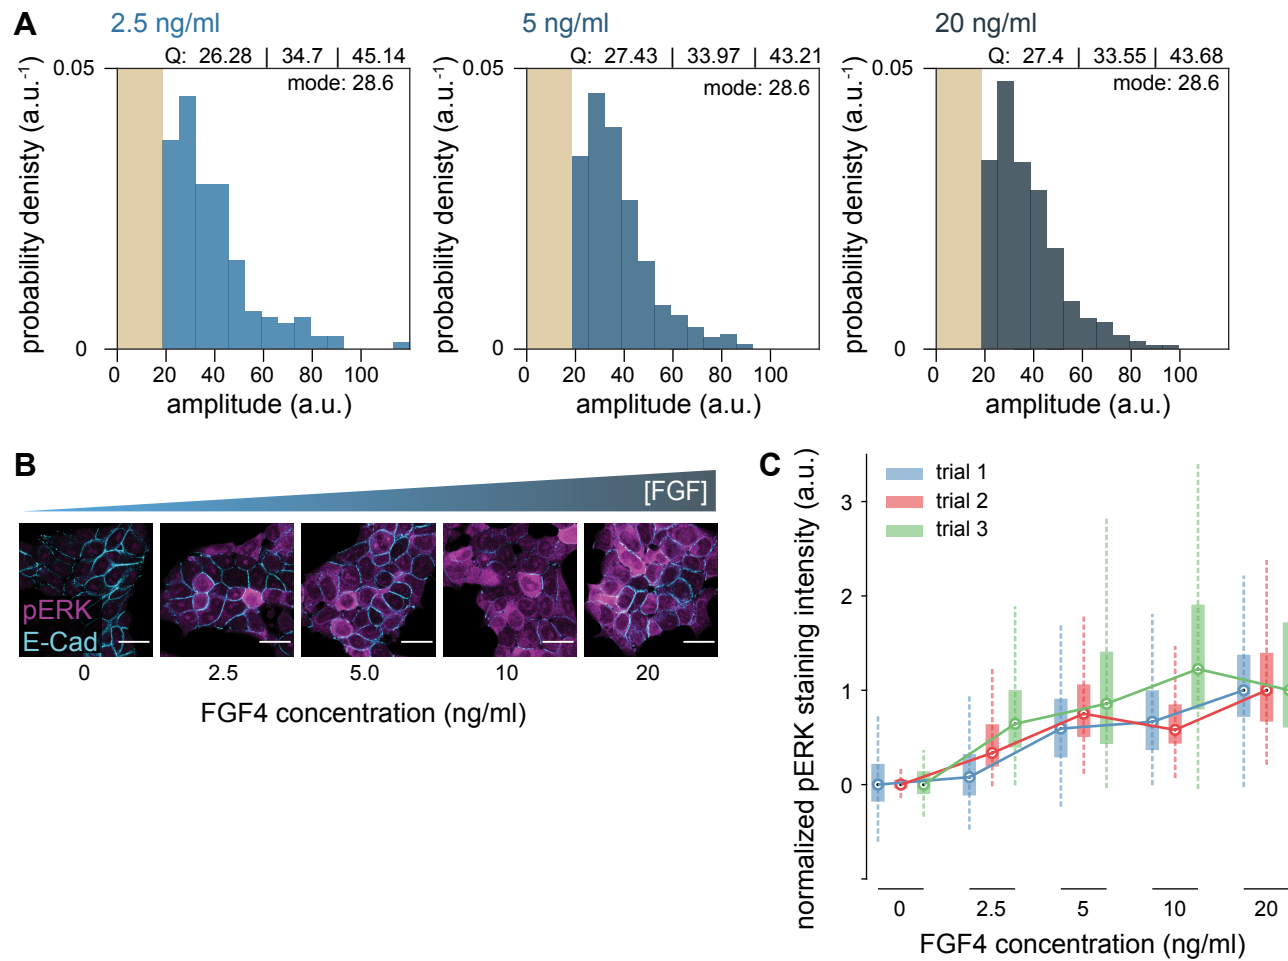 A
2.5 ng/ml
5 ng/ml
20 ng/ml
Q: 26.28 | 34.7 | 45.14
Q: 27.43 | 33.97 | 43.21
Q: 27.4 | 33.55 | 43.68
mode: 28.6
mode: 28.6
mode: 28.6
0.05
0.05
0.05
probability denisty (a.u.⁻¹)
probability denisty (a.u.⁻¹)
probability denisty (a.u.⁻¹)
0
0
0
0 20 40 60 80 100
0 20 40 60 80 100
0 20 40 60 80 100
amplitude (a.u.)
amplitude (a.u.)
amplitude (a.u.)
B
[FGF]
pERK
E-Cad
0 2.5 5.0 10 20
FGF4 concentration (ng/ml)
C
normalized pERK staining intensity (a.u.)
trial 1
trial 2
trial 3
3
2
1
0
0 2.5 5 10 20
FGF4 concentration (ng/ml)